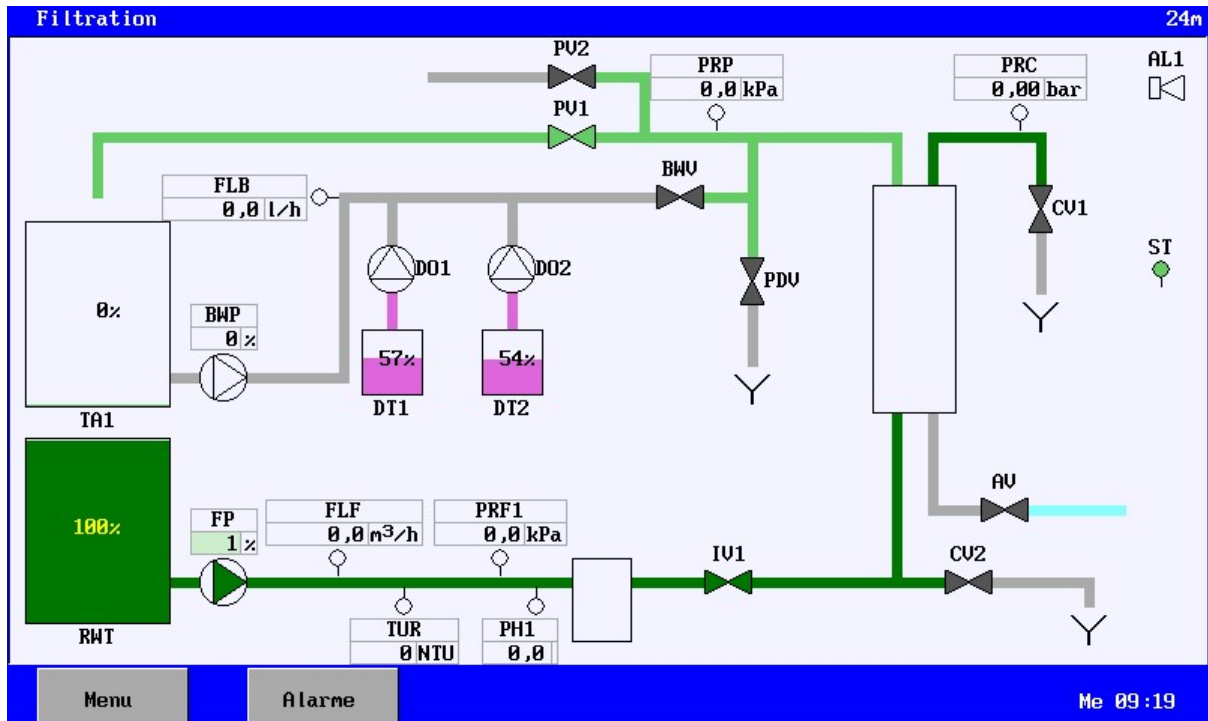 Filtration
24m
PV2
PRP
0,0 kPa
PRC
0,00 bar
AL1
PV1
FLB
0,0 l/h
BWV
CV1
ST
DO1
DO2
PDV
0%
BWP
0 %
57%
54%
TA1
DT1
DT2
AV
100%
FP
1 %
FLF
0,0 m³/h
PRF1
0,0 kPa
IV1
CV2
RWT
TUR
0 NTU
PH1
0,0
Menu
Alarme
Me 09:19